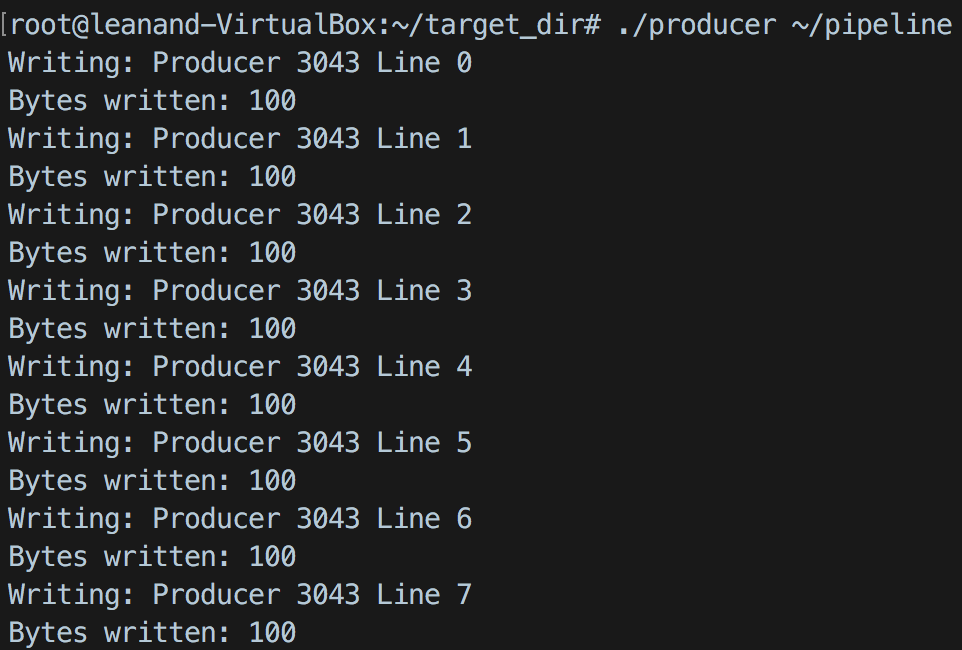 [root@leanand-VirtualBox:~/target_dir# ./producer ~/pipeline
Writing: Producer 3043 Line 0
Bytes written: 100
Writing: Producer 3043 Line 1
Bytes written: 100
Writing: Producer 3043 Line 2
Bytes written: 100
Writing: Producer 3043 Line 3
Bytes written: 100
Writing: Producer 3043 Line 4
Bytes written: 100
Writing: Producer 3043 Line 5
Bytes written: 100
Writing: Producer 3043 Line 6
Bytes written: 100
Writing: Producer 3043 Line 7
Bytes written: 100